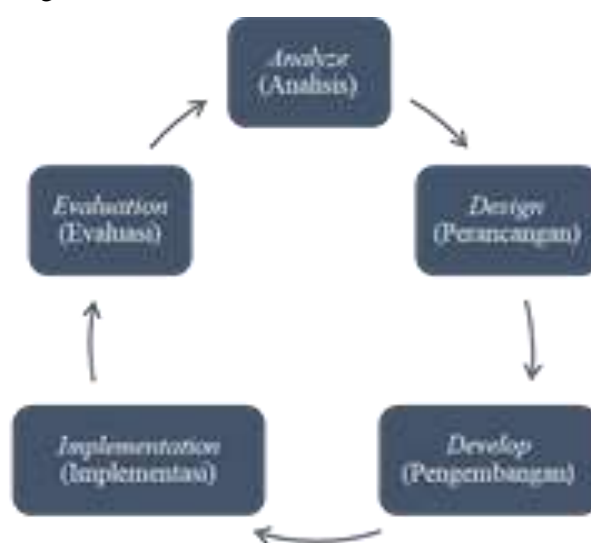 Analyze
(Analisis)
Design
(Perancangan)
Develop
(Pengembangan)
Implementation
(Implementasi)
Evaluation
(Evaluasi)